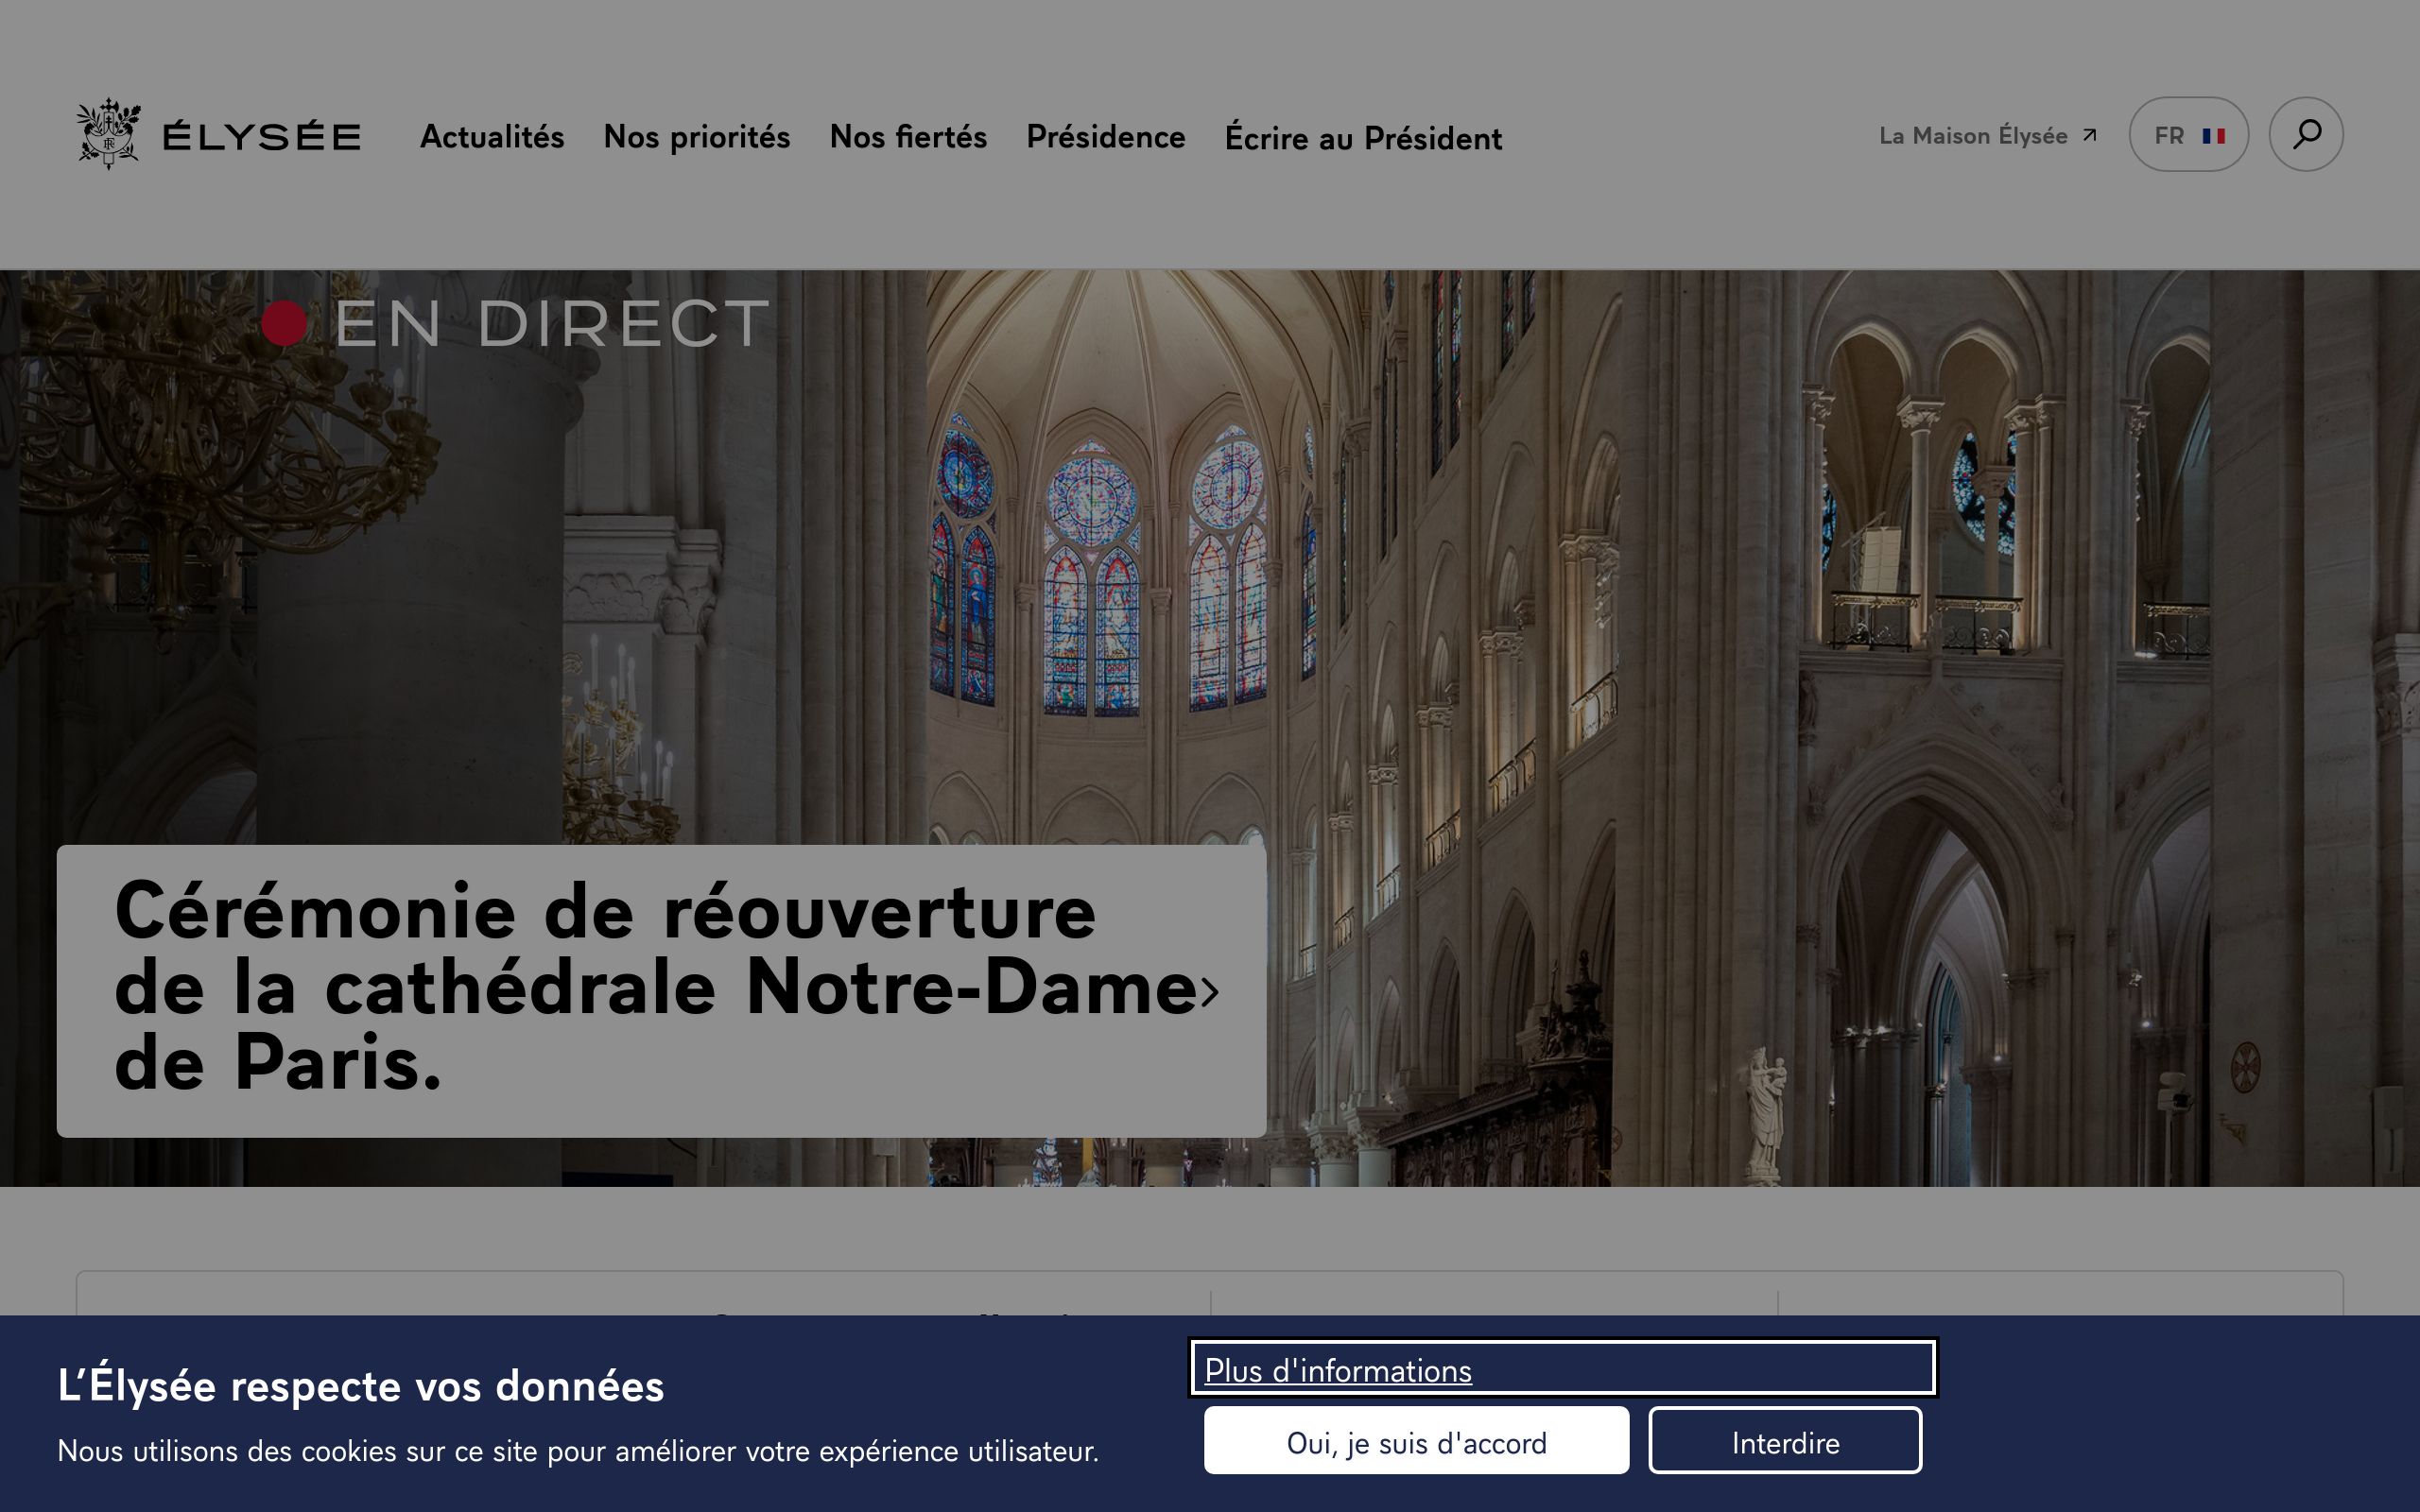 ÉLYSÉE
Actualités
Nos priorités
Nos fiertés
Présidence
Écrire au Président
La Maison Élysée
FR
EN DIRECT
Cérémonie de réouverture
de la cathédrale Notre-Dame
de Paris.
L’Élysée respecte vos données
Nous utilisons des cookies sur ce site pour améliorer votre expérience utilisateur.
Plus d'informations
Oui, je suis d'accord
Interdire